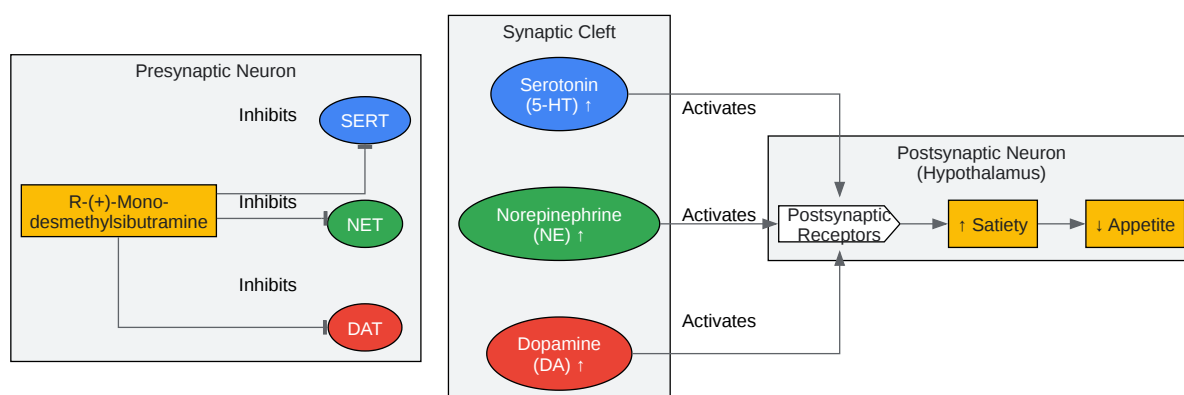 Presynaptic Neuron
Inhibits
SERT
R-(+)-Mono-
desmethylsibutramine
Inhibits
NET
Inhibits
DAT
Synaptic Cleft
Serotonin
(5-HT) ↑
Activates
Norepinephrine
(NE) ↑
Activates
Dopamine
(DA) ↑
Activates
Postsynaptic Neuron
(Hypothalamus)
Postsynaptic
Receptors
↑ Satiety
↓ Appetite